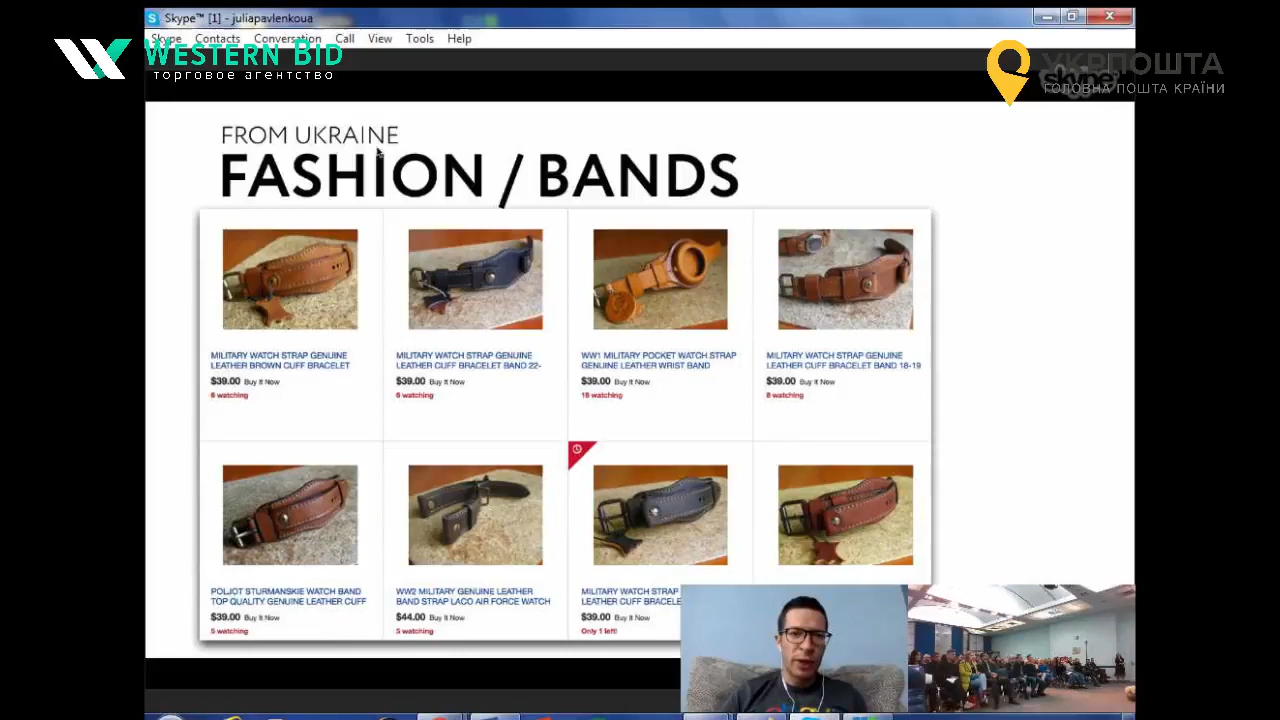 Skype™ [1] - juliapavlenkoua
Skype Contacts Conversation Call View Tools Help
WESTERN BID
торговое агентство
УКРПОШТА
skype
ГОЛОВНА ПОШТА КРАЇНИ
FROM UKRAINE
FASHION / BANDS
MILITARY WATCH STRAP GENUINE
LEATHER BROWN CUFF BRACELET
$39.00 Buy It Now
6 watching
MILITARY WATCH STRAP GENUINE
LEATHER CUFF BRACELET BAND 22-
$39.00 Buy It Now
6 watching
WW1 MILITARY POCKET WATCH STRAP
GENUINE LEATHER WRIST BAND
$39.00 Buy It Now
MILITARY WATCH STRAP GENUINE
LEATHER CUFF BRACELET BAND 18-19
$39.00 Buy It Now
8 watching
POLJOT STURMANSKIE WATCH BAND
TOP QUALITY GENUINE LEATHER CUFF
$39.00 Buy It Now
5 watching
WW2 MILITARY GENUINE LEATHER
BAND STRAP LACO AIR FORCE WATCH
$44.00 Buy It Now
5 watching
MILITARY WATCH STRAP
LEATHER CUFF
$39.00 Buy It Now
Only 1 left!